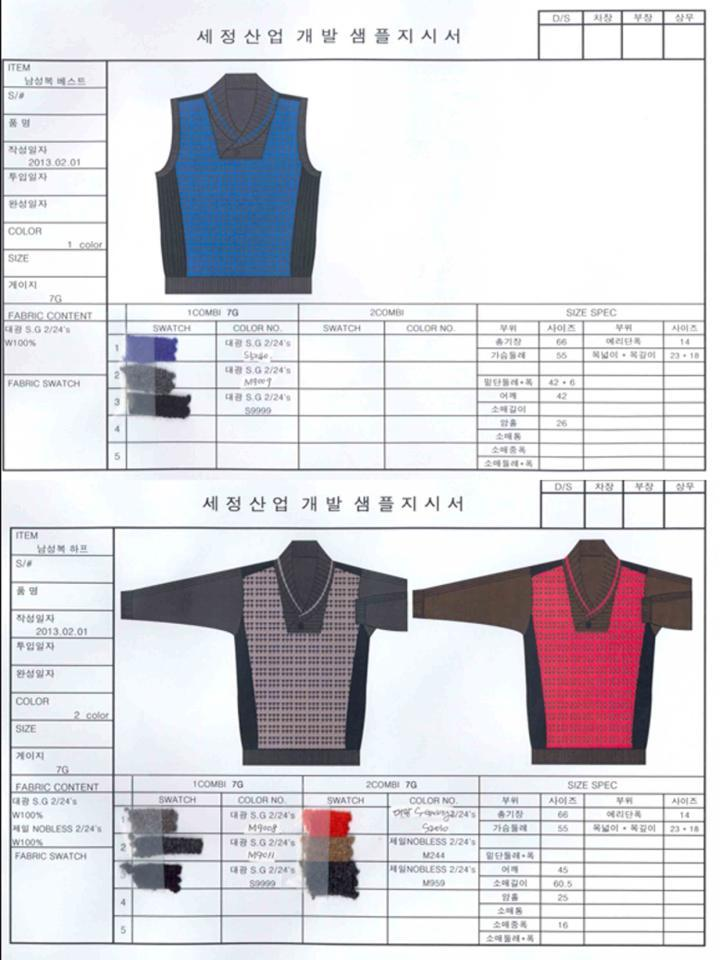 세정산업 개발 샘플지시서
D/S 차장 부장 상무
ITEM
남성복 베스트
S/#
품 명
작성일자
2013.02.01
투입일자
완성일자
COLOR
1 color
SIZE
게이지
7G
FABRIC CONTENT 1COMBI 7G 2COMBI SIZE SPEC
대광 S.G 2/24's SWATCH COLOR NO. SWATCH COLOR NO. 부위 사이즈 부위 사이즈
W100%
1 대광 S.G 2/24's 총기장 66 에리단폭 14
가슴둘레 55 목넓이*목깊이 23*18
2 대광 S.G 2/24's
M9009 밑단둘레*폭 42*6
FABRIC SWATCH
3 대광 S.G 2/24's 어깨 42
S9999 소매길이
4 암홀 26
소매통
5 소매중폭
소매둘레*폭
세정산업 개발 샘플지시서
D/S 차장 부장 상무
ITEM
남성복 하프
S/#
품 명
작성일자
2013.02.01
투입일자
완성일자
COLOR
2 color
SIZE
게이지
7G
FABRIC CONTENT 1COMBI 7G 2COMBI 7G SIZE SPEC
대광 S.G 2/24's SWATCH COLOR NO. SWATCH COLOR NO. 부위 사이즈 부위 사이즈
W100%
제일 NOBLESS 2/24's
W100%
1 대광 S.G 2/24's 2/24's 총기장 66 에리단폭 14
M9008 가슴둘레 55 목넓이*목깊이 23*18
2 대광 S.G 2/24's 제일NOBLESS 2/24's
M9011 M244 밑단둘레*폭
FABRIC SWATCH
3 대광 S.G 2/24's 제일NOBLESS 2/24's 어깨 45
S9999 M959 소매길이 60.5
4 암홀 25
소매통
5 소매중폭 16
소매둘레*폭